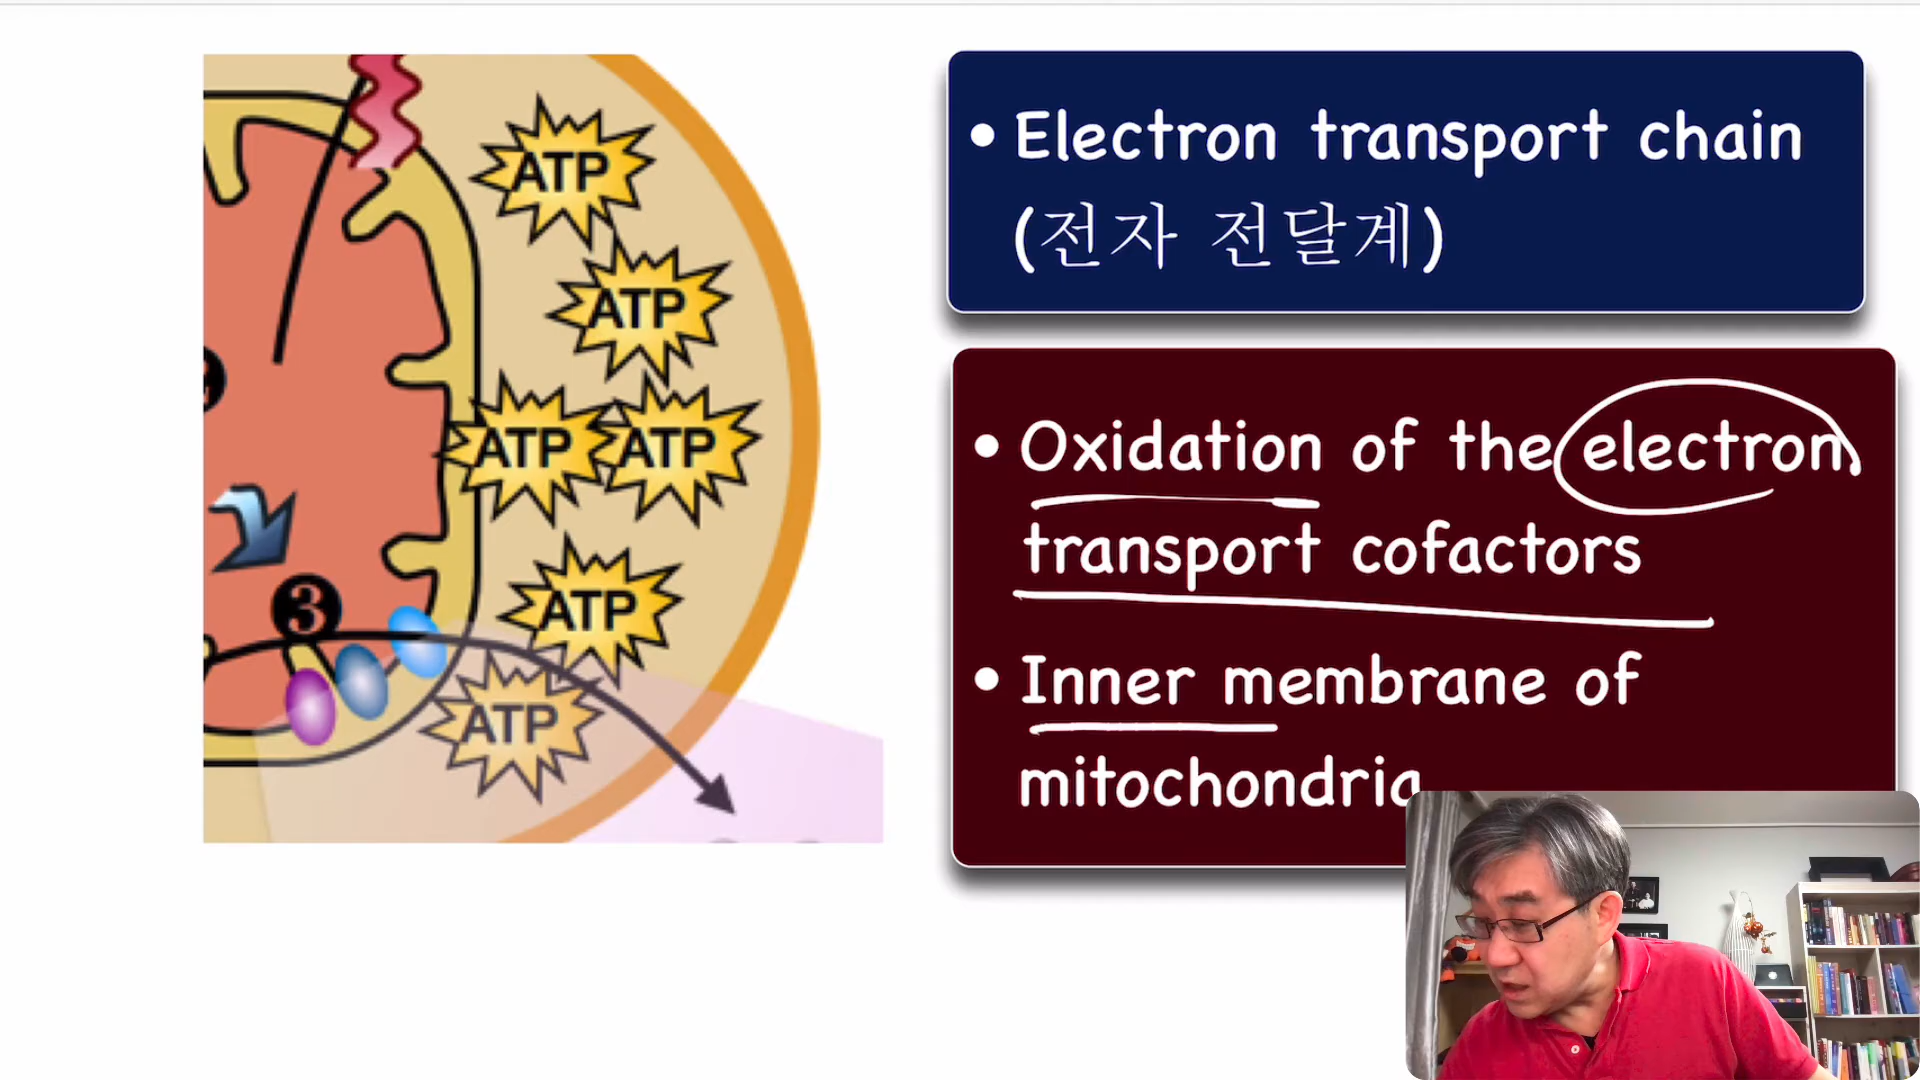 ATP
ATP
ATP ATP
ATP
3
ATP
• Electron transport chain
(전자 전달계)
• Oxidation of the electron
transport cofactors
• Inner membrane of
mitochondria